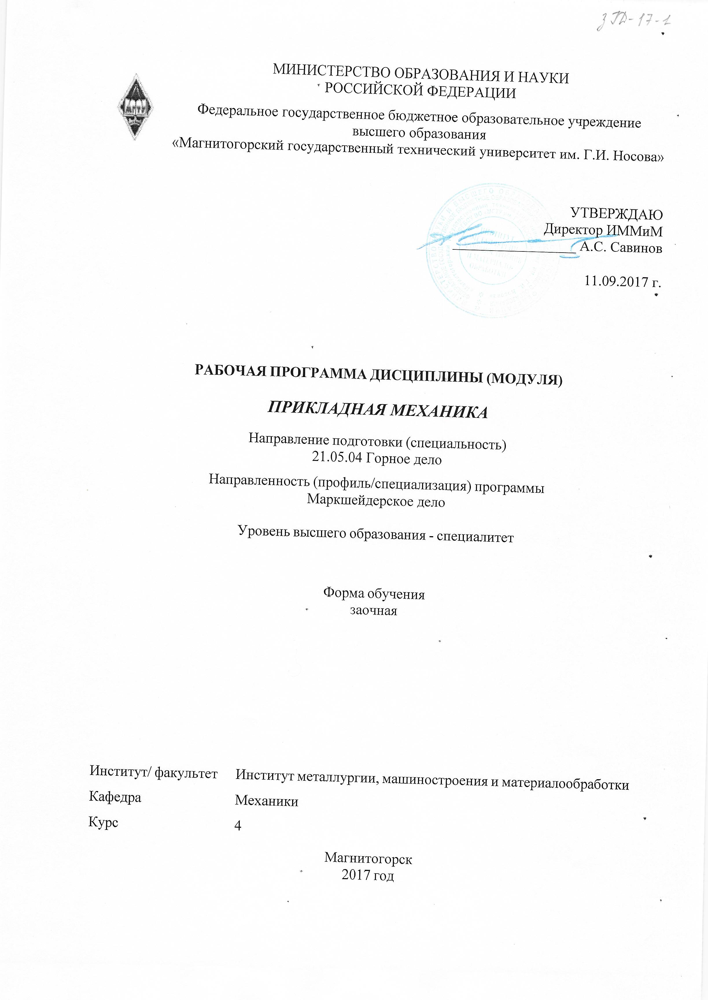 зГД-17-1
МИНИСТЕРСТВО ОБРАЗОВАНИЯ И НАУКИ
РОССИЙСКОЙ ФЕДЕРАЦИИ
Федеральное государственное бюджетное образовательное учреждение
высшего образования
«Магнитогорский государственный технический университет им. Г.И. Носова»
УТВЕРЖДАЮ
Директор ИММиМ
А.С. Савинов
11.09.2017 г.
РАБОЧАЯ ПРОГРАММА ДИСЦИПЛИНЫ (МОДУЛЯ)
ПРИКЛАДНАЯ МЕХАНИКА
Направление подготовки (специальность)
21.05.04 Горное дело
Направленность (профиль/специализация) программы
Маркшейдерское дело
Уровень высшего образования - специалитет
Форма обучения
заочная
Институт/ факультет Институт металлургии, машиностроения и материалообработки
Кафедра Механики
Курс 4
Магнитогорск
2017 год